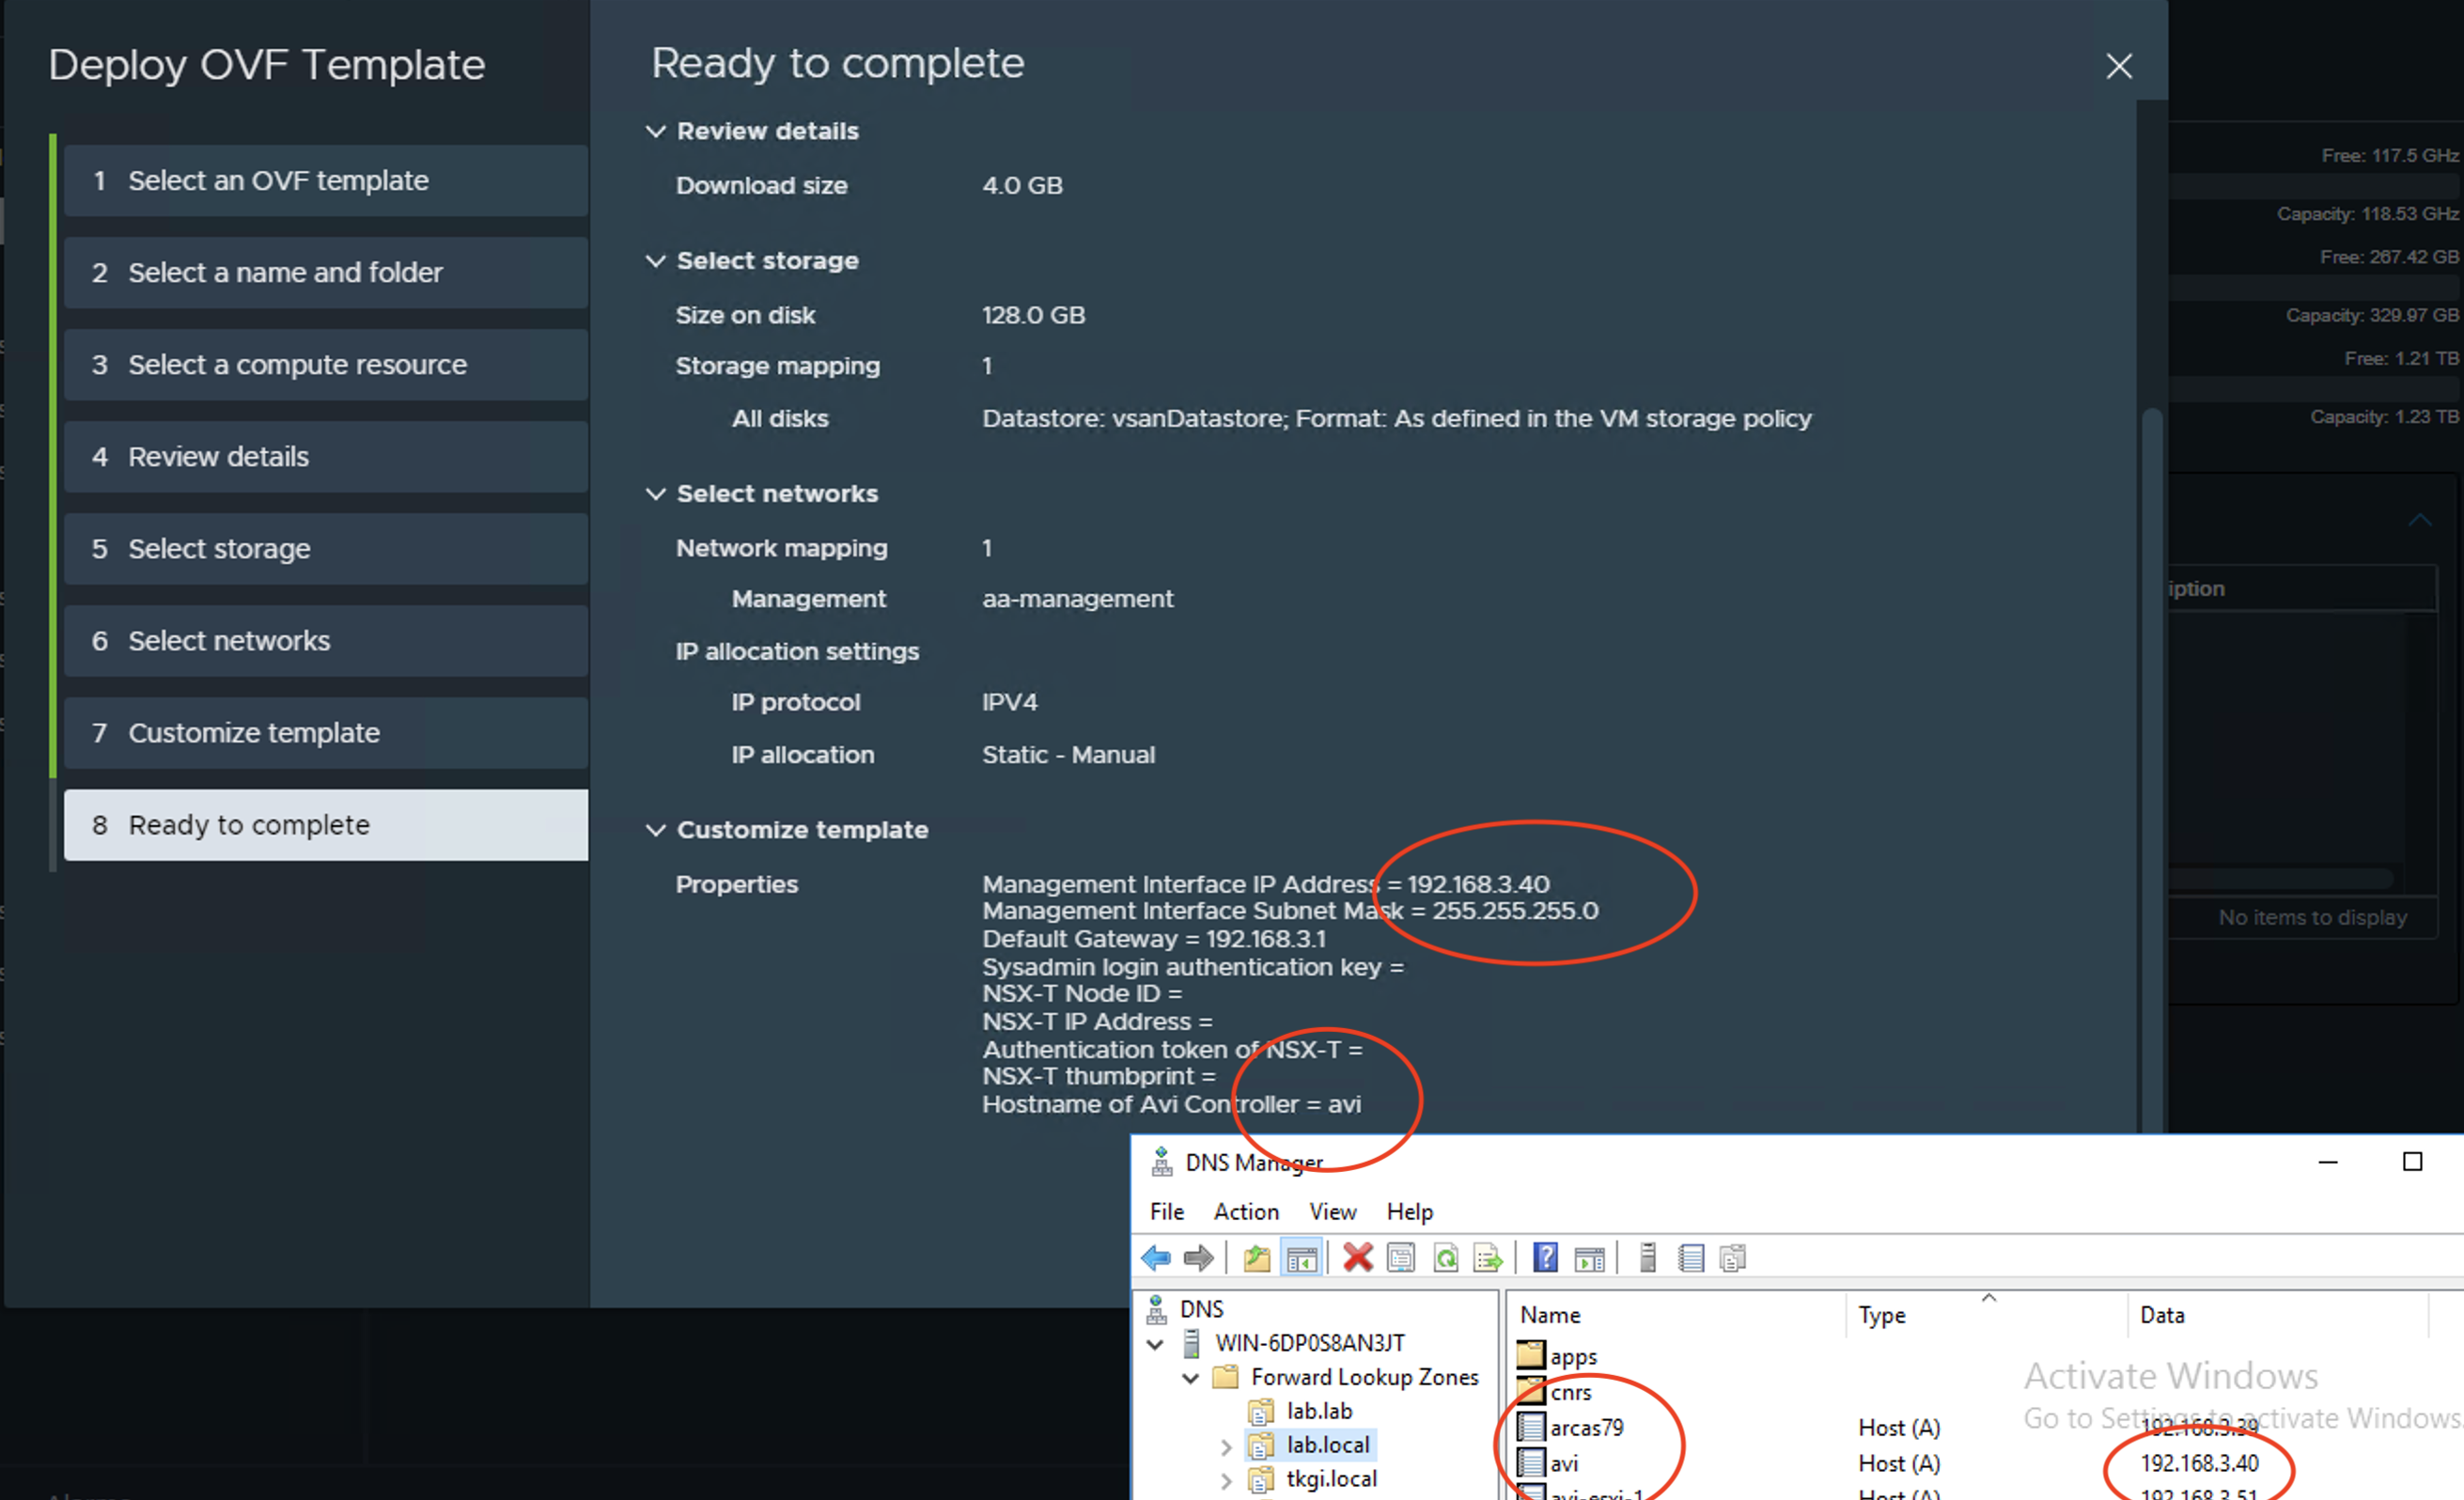 Deploy OVF Template
1 Select an OVF template
2 Select a name and folder
3 Select a compute resource
4 Review details
5 Select storage
6 Select networks
7 Customize template
8 Ready to complete
Ready to complete
Review details
Download size 4.0 GB
Select storage
Size on disk 128.0 GB
Storage mapping 1
All disks Datastore: vsanDatastore; Format: As defined in the VM storage policy
Select networks
Network mapping 1
Management aa-management
IP allocation settings
IP protocol IPV4
IP allocation Static - Manual
Customize template
Properties Management Interface IP Address = 192.168.3.40
Management Interface Subnet Mask = 255.255.255.0
Default Gateway = 192.168.3.1
Sysadmin login authentication key =
NSX-T Node ID =
NSX-T IP Address =
Authentication token of NSX-T =
NSX-T thumbprint =
Hostname of Avi Controller = avi
Free: 117.5 GHz
Capacity: 118.53 GHz
Free: 267.42 GB
Capacity: 329.97 GB
Free: 1.21 TB
Capacity: 1.23 TB
iption
No items to display
DNS Manager
File Action View Help
DNS
WIN-6DP0S8AN3JT
Forward Lookup Zones
lab.lab
lab.local
tkgi.local
Name Type Data
apps
cnrs
arcas79 Host (A) 192.168.3.39
avi Host (A) 192.168.3.40
avi-esxi-1 Host (A) 192.168.3.51
Activate Windows
Go to Settings to activate Windows.